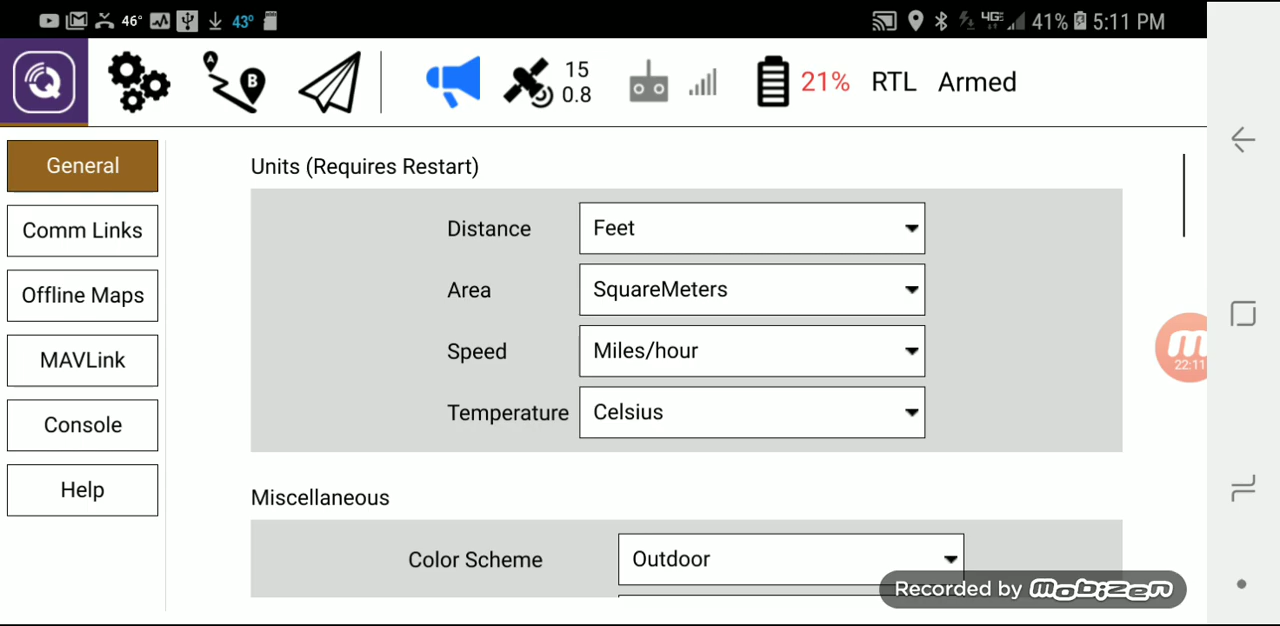 46° 43° 4GE 41% 5:11 PM
15
0.8
21% RTL Armed
General
Comm Links
Offline Maps
MAVLink
Console
Help
Units (Requires Restart)
Distance Feet
Area SquareMeters
Speed Miles/hour
Temperature Celsius
Miscellaneous
Color Scheme Outdoor
m
22:11
Recorded by mobizen